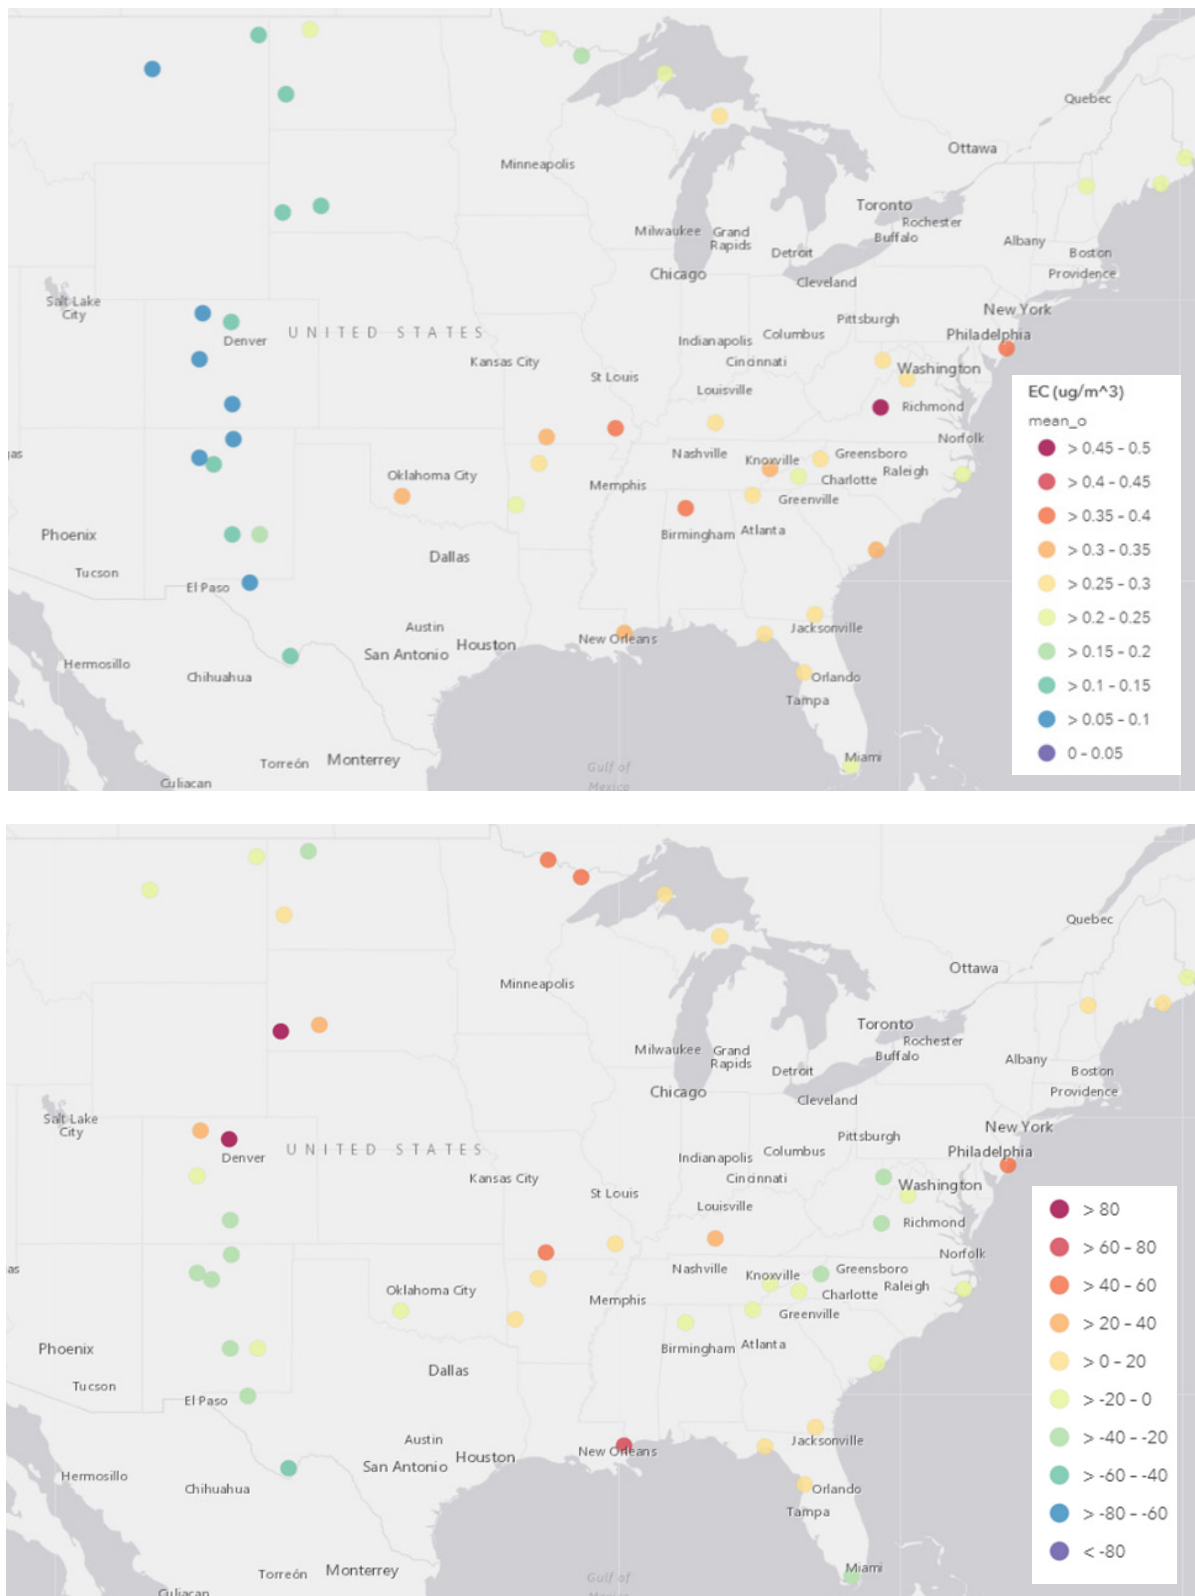 Quebec
Ottawa
Minneapolis
Toronto
Rochester
Milwaukee
Grand
Rapids
Buffalo
Albany
Detroit
Boston
Chicago
Cleveland
Providence
Salt Lake
City
New York
UNITED STATES
Pittsburgh
Denver
Indianapolis
Columbus
Philadelphia
Kansas City
Cincinnati
Washington
St Louis
Louisville
Richmond
Norfolk
as
Nashville
Knoxville
Greensboro
Oklahoma City
Memphis
Charlotte
Raleigh
Greenville
Phoenix
Birmingham
Atlanta
Dallas
Tucson
El Paso
Austin
Houston
New Orleans
Jacksonville
Hermosillo
San Antonio
Chihuahua
Orlando
Tampa
Torreón
Monterrey
Miami
Culiacan
Gulf of
Mexico
EC (ug/m^3)
mean_o
> 0.45 - 0.5
> 0.4 - 0.45
> 0.35 - 0.4
> 0.3 - 0.35
> 0.25 - 0.3
> 0.2 - 0.25
> 0.15 - 0.2
> 0.1 - 0.15
> 0.05 - 0.1
0 - 0.05
Quebec
Ottawa
Minneapolis
Toronto
Rochester
Milwaukee
Grand
Rapids
Buffalo
Albany
Detroit
Boston
Chicago
Cleveland
Providence
Salt Lake
City
New York
UNITED STATES
Pittsburgh
Denver
Indianapolis
Columbus
Philadelphia
Kansas City
Cincinnati
Washington
St Louis
Louisville
Richmond
Norfolk
as
Nashville
Knoxville
Greensboro
Oklahoma City
Memphis
Charlotte
Raleigh
Greenville
Phoenix
Birmingham
Atlanta
Dallas
Tucson
El Paso
Austin
Houston
New Orleans
Jacksonville
Hermosillo
San Antonio
Chihuahua
Orlando
Tampa
Torreón
Monterrey
Miami
Culiacan
Gulf of
Mexico
> 80
> 60 - 80
> 40 - 60
> 20 - 40
> 0 - 20
> -20 - 0
> -40 - -20
> -60 - -40
> -80 - -60
< -80